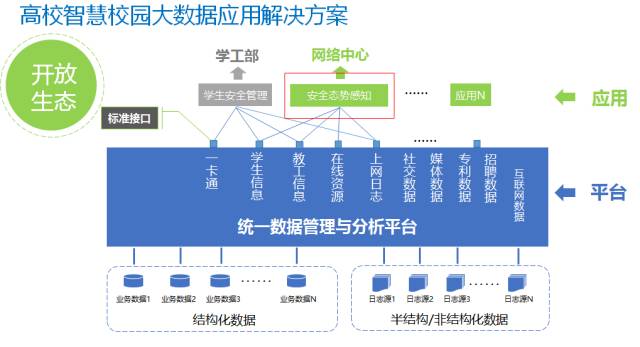 高校智慧校园大数据应用解决方案
开放
生态
学工部
网络中心
学生安全管理
安全态势感知
······
应用N
应用
标准接口
······
一卡通
学生信息
教工信息
在线资源
上网日志
社交数据
媒体数据
专利数据
招聘数据
互联网数据
统一数据管理与分析平台
平台
业务数据1
业务数据2
业务数据3
······
业务数据N
结构化数据
日志源1
日志源2
日志源3
······
日志源N
半结构/非结构化数据